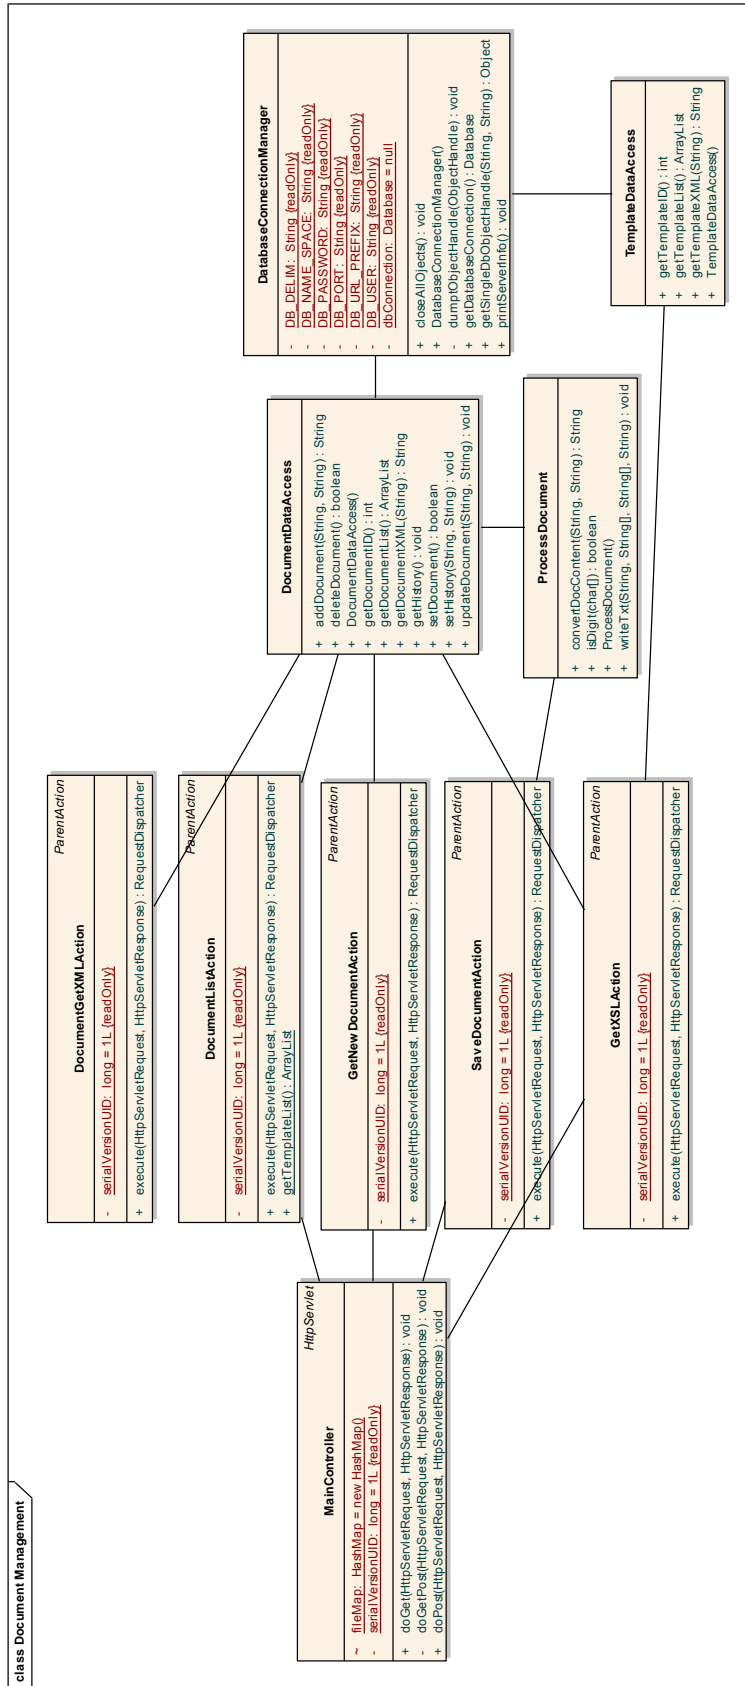 class Document Management
HttpServlet
MainController
~ fileMap: HashMap = new HashMap()
- serialVersionUID: long = 1L {readOnly}
+ doGet(HttpServletRequest, HttpServletResponse) : void
- doGetPost(HttpServletRequest, HttpServletResponse) : void
+ doPost(HttpServletRequest, HttpServletResponse) : void
ParentAction
DocumentGetXMLAction
- serialVersionUID: long = 1L {readOnly}
+ execute(HttpServletRequest, HttpServletResponse) : RequestDispatcher
ParentAction
DocumentListAction
- serialVersionUID: long = 1L {readOnly}
+ execute(HttpServletRequest, HttpServletResponse) : RequestDispatcher
+ getTemplateList() : ArrayList
ParentAction
GetNewDocumentAction
- serialVersionUID: long = 1L {readOnly}
+ execute(HttpServletRequest, HttpServletResponse) : RequestDispatcher
ParentAction
SaveDocumentAction
- serialVersionUID: long = 1L {readOnly}
+ execute(HttpServletRequest, HttpServletResponse) : RequestDispatcher
ParentAction
GetXSLAction
- serialVersionUID: long = 1L {readOnly}
+ execute(HttpServletRequest, HttpServletResponse) : RequestDispatcher
DocumentDataAccess
+ addDocument(String, String) : String
+ deleteDocument() : boolean
+ DocumentDataAccess()
+ getDocumentID() : int
+ getDocumentList() : ArrayList
+ getDocumentXML(String) : String
+ getHistory() : void
+ setDocument() : boolean
+ setHistory(String, String) : void
+ updateDocument(String, String) : void
ProcessDocument
+ convertDocContent(String, String) : String
+ isDigit(char[]) : boolean
+ ProcessDocument()
+ writeTxt(String, String[], String[], String) : void
DatabaseConnectionManager
- DB_DELIM: String {readOnly}
- DB_NAME_SPACE: String {readOnly}
- DB_PASSWORD: String {readOnly}
- DB_PORT: String {readOnly}
- DB_URL_PREFIX: String {readOnly}
- DB_USER: String {readOnly}
- dbConnection: Database = null
+ closeAllOjects() : void
+ DatabaseConnectionManager()
- dumptObjectHandle(ObjectHandle) : void
+ getDatabaseConnection() : Database
+ getSingleDbObjectHandle(String, String) : Object
+ printServerInfo() : void
TemplateDataAccess
+ getTemplateID() : int
+ getTemplateList() : ArrayList
+ getTemplateXML(String) : String
+ TemplateDataAccess()